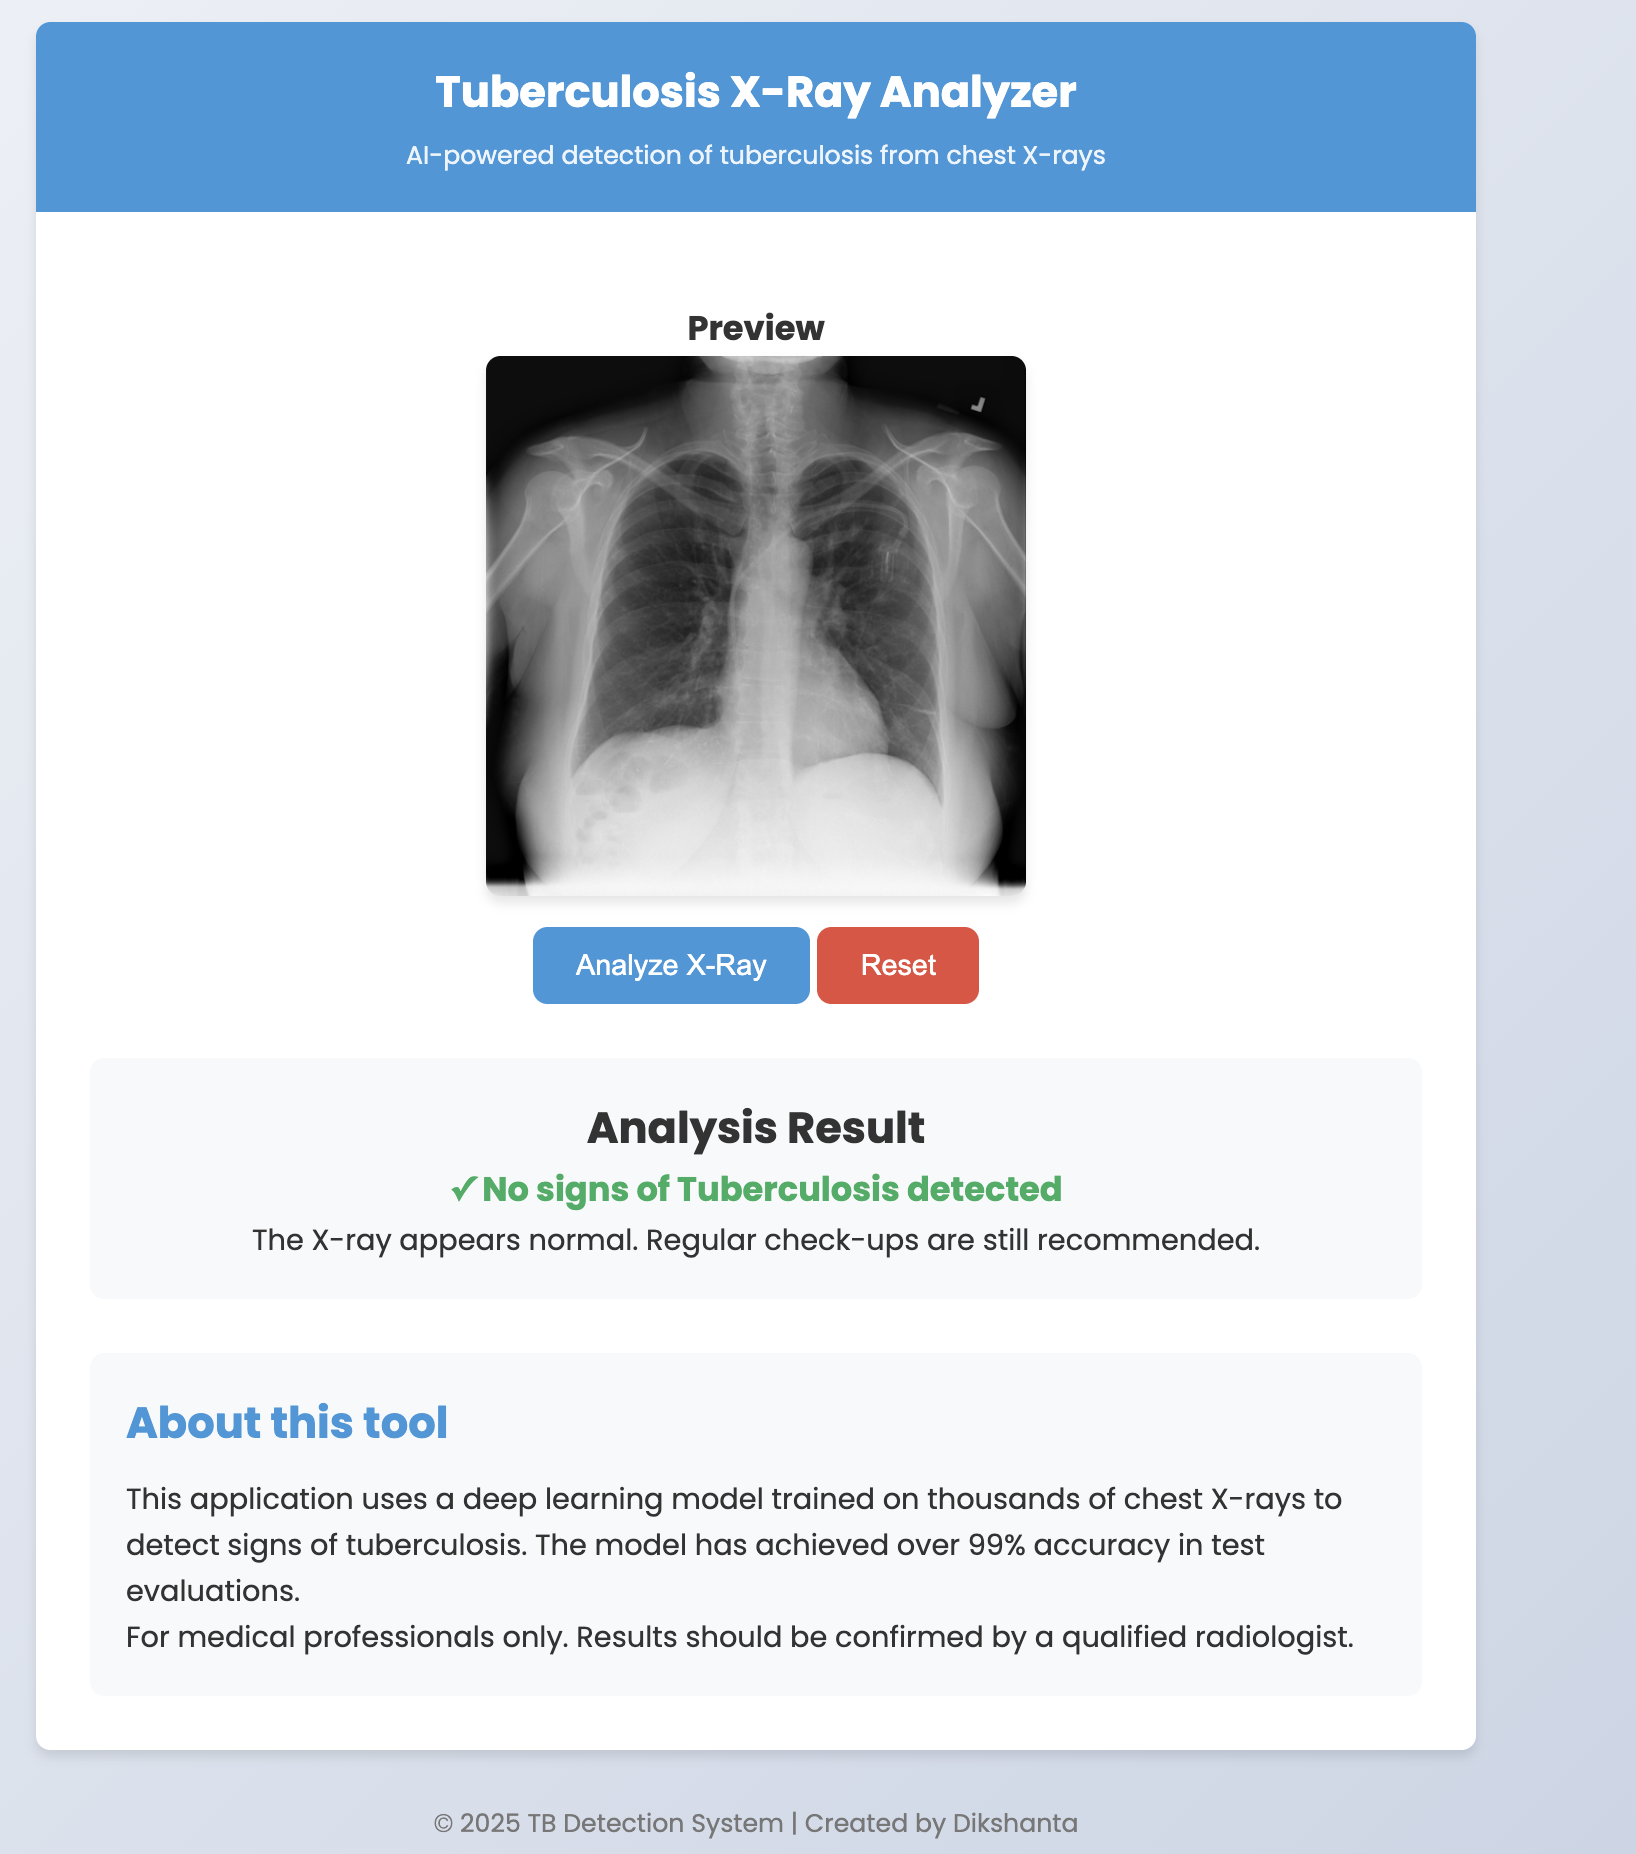 Tuberculosis X-Ray Analyzer
AI-powered detection of tuberculosis from chest X-rays
Preview
L
Analyze X-Ray
Reset
Analysis Result
✓ No signs of Tuberculosis detected
The X-ray appears normal. Regular check-ups are still recommended.
About this tool
This application uses a deep learning model trained on thousands of chest X-rays to
detect signs of tuberculosis. The model has achieved over 99% accuracy in test
evaluations.
For medical professionals only. Results should be confirmed by a qualified radiologist.
© 2025 TB Detection System | Created by Dikshanta